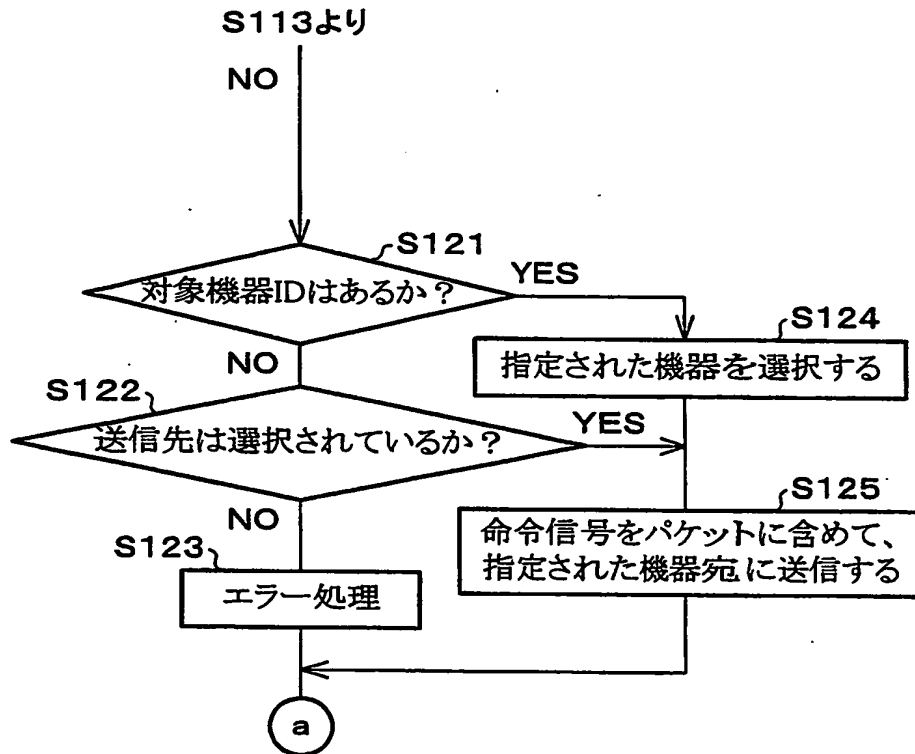 S113より
NO
S121
対象機器IDはあるか？
YES
S124
指定された機器を選択する
NO
S122
送信先は選択されているか？
YES
S125
命令信号をパケットに含めて、
指定された機器宛に送信する
NO
S123
エラー処理
a